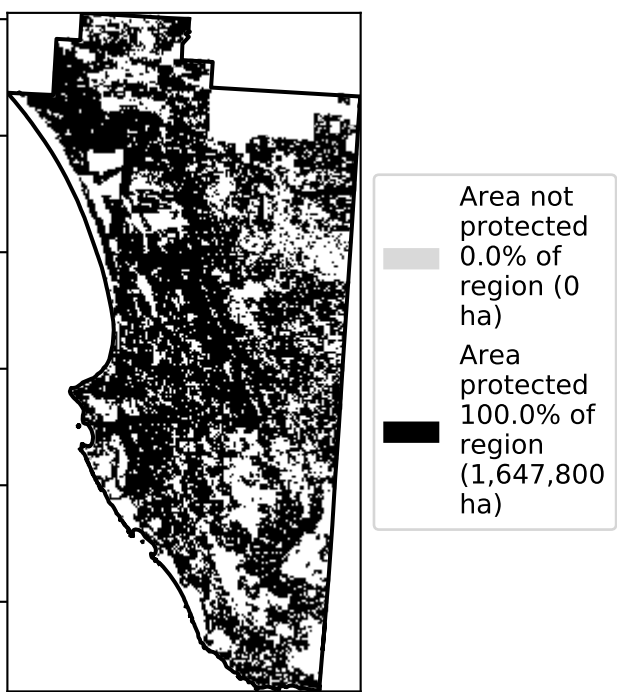 Area not
protected
0.0% of
region (0
ha)
Area
protected
100.0% of
region
(1,647,800
ha)